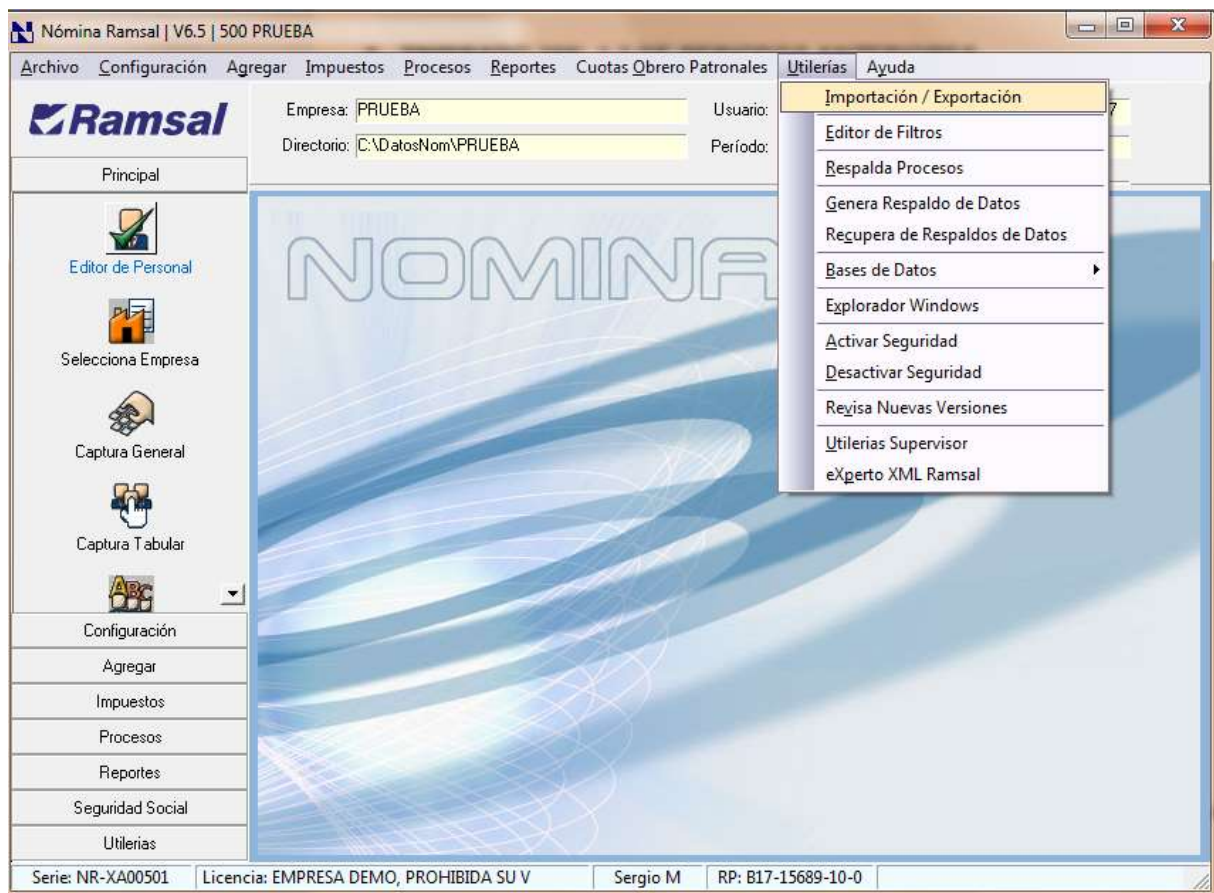 Nómina Ramsal | V6.5 | 500 PRUEBA
Archivo Configuración Agregar Impuestos Procesos Reportes Cuotas Obrero Patronales Utilerías Ayuda
Ramsal
Empresa: PRUEBA
Usuario:
7
Directorio: C:\DatosNom\PRUEBA
Período:
Importación / Exportación
Editor de Filtros
Respalda Procesos
Genera Respaldo de Datos
Recupera de Respaldos de Datos
Bases de Datos
Explorador Windows
Activar Seguridad
Desactivar Seguridad
Revisa Nuevas Versiones
Utilerias Supervisor
eXperto XML Ramsal
Principal
Editor de Personal
Selecciona Empresa
Captura General
Captura Tabular
ABC
Configuración
Agregar
Impuestos
Procesos
Reportes
Seguridad Social
Utilerias
NOMINA
Serie: NR-XA00501 Licencia: EMPRESA DEMO, PROHIBIDA SU V Sergio M RP: B17-15689-10-0